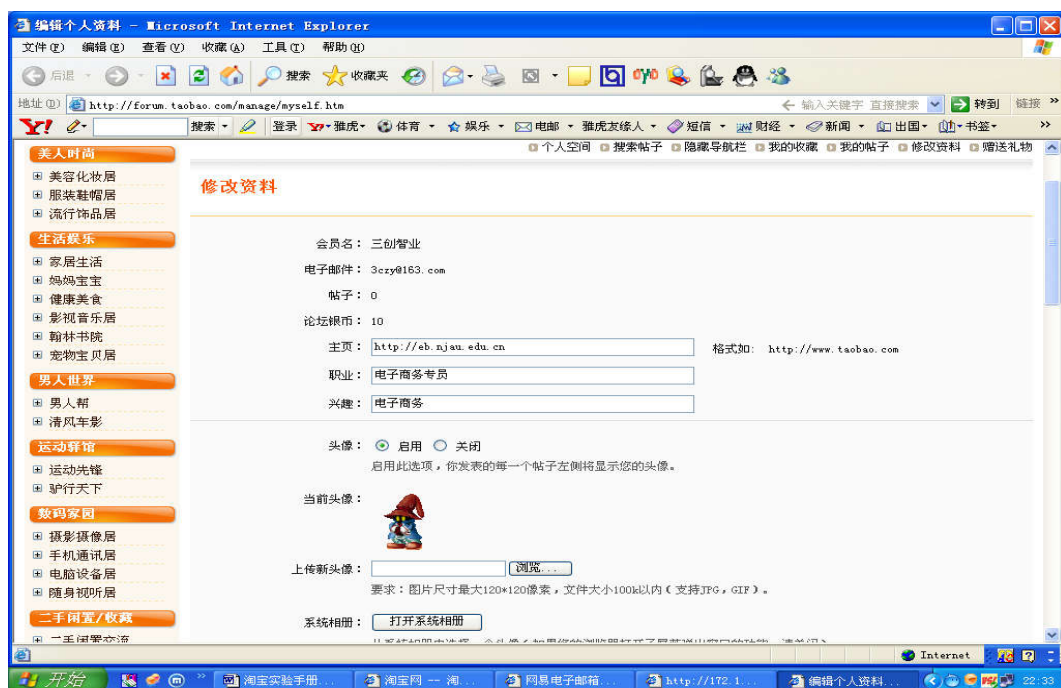 编辑个人资料 - Microsoft Internet Explorer
文件(F) 编辑(E) 查看(V) 收藏(A) 工具(T) 帮助(H)
后退 搜索 收藏夹
地址(D) http://forum.taobao.com/manage/myself.htm 输入关键字 直接搜索 转到 链接 »
Y! 搜索 登录 雅虎 体育 娱乐 电邮 雅虎友缘人 短信 财经 新闻 出国 书签 »
个人空间 搜索帖子 隐藏导航栏 我的收藏 我的帖子 修改资料 赠送礼物
美人时尚
美容化妆居
服装鞋帽居
流行饰品居
生活娱乐
家居生活
妈妈宝宝
健康美食
影视音乐居
翰林书院
宠物宝贝居
男人世界
男人帮
清风车影
运动驿馆
运动先锋
驴行天下
数码家园
摄影摄像居
手机通讯居
电脑设备居
随身视听居
二手闲置/收藏
二手闲置交流
修改资料
会员名： 三创智业
电子邮件： 3czy@163.com
帖子： 0
论坛银币： 10
主页： http://eb.njau.edu.cn 格式如: http://www.taobao.com
职业： 电子商务专员
兴趣： 电子商务
头像： 启用 关闭
启用此选项，你发表的每一个帖子左侧将显示您的头像。
当前头像：
上传新头像： 浏览...
要求：图片尺寸最大120*120像素，文件大小100k以内(支持JPG，GIF)。
系统相册： 打开系统相册
Internet
开始 淘宝实验手册... 淘宝网 -- 淘... 网易电子邮箱... http://172.1... 编辑个人资料... 22:33